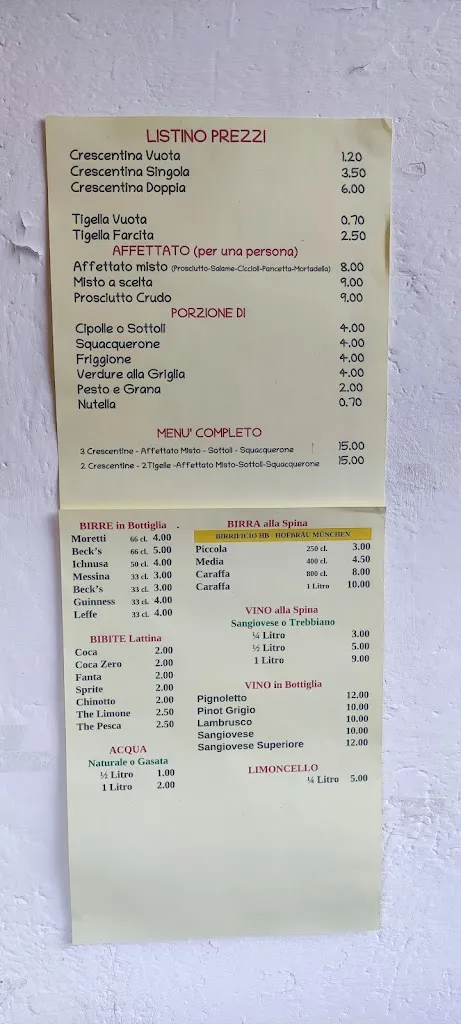 LISTINO PREZZI
Crescentina Vuota 1.20
Crescentina Singola 3.50
Crescentina Doppia 6.00
Tigella Vuota 0.70
Tigella Farcita 2.50
AFFETTATO (per una persona)
Affettato misto (Prosciutto-Salame-Ciccioli-Pancetta-Mortadella) 8.00
Misto a scelta 9.00
Prosciutto Crudo 9.00
PORZIONE DI
Cipolle o Sottoli 4.00
Squacquerone 4.00
Friggione 4.00
Verdure alla Griglia 4.00
Pesto e Grana 2.00
Nutella 0.70
MENU' COMPLETO
3 Crescentine - Affettato Misto - Sottoli - Squacquerone 15.00
2 Crescentine - 2Tigelle -Affettato Misto-Sottoli-Squacquerone 15.00
BIRRE in Bottiglia .
Moretti 66 cl. 4.00
Beck's 66 cl. 5.00
Ichnusa 50 cl. 4.00
Messina 33 cl. 3.00
Beck's 33 cl. 3.00
Guinness 33 cl. 4.00
Leffe 33 cl. 4.00
BIBITE Lattina
Coca 2.00
Coca Zero 2.00
Fanta 2.00
Sprite 2.00
Chinotto 2.00
The Limone 2.50
The Pesca 2.50
ACQUA
Naturale o Gasata
½ Litro 1.00
1 Litro 2.00
BIRRA alla Spina
BIRRIFICIO HB - HOFBRÄU MÜNCHEN
Piccola 250 cl. 3.00
Media 400 cl. 4.50
Caraffa 800 cl. 8.00
Caraffa 1 Litro 10.00
VINO alla Spina
Sangiovese o Trebbiano
¼ Litro 3.00
½ Litro 5.00
1 Litro 9.00
VINO in Bottiglia
Pignoletto 12.00
Pinot Grigio 10.00
Lambrusco 10.00
Sangiovese 10.00
Sangiovese Superiore 12.00
LIMONCELLO
¼ Litro 5.00